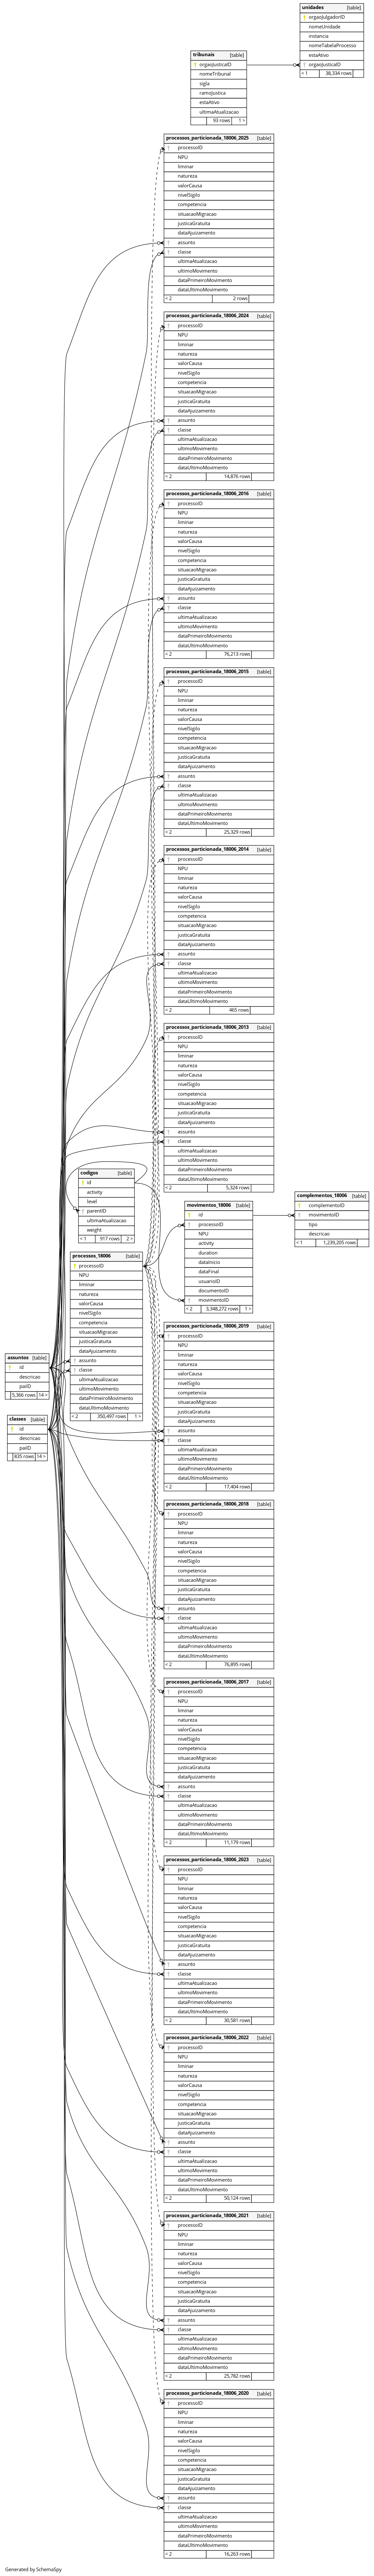 unidades [table]
orgaoJulgadorID
nomeUnidade
instancia
nomeTabelaProcesso
estaAtivo
orgaoJusticaID
< 1 38,334 rows
tribunais [table]
orgaoJusticaID
nomeTribunal
sigla
ramoJustica
estaAtivo
ultimaAtualizacao
93 rows 1 >
processos_particionada_18006_2025 [table]
processoID
NPU
liminar
natureza
valorCausa
nivelSigilo
competencia
situacaoMigracao
justicaGratuita
dataAjuizamento
assunto
classe
ultimaAtualizacao
ultimoMovimento
dataPrimeiroMovimento
dataUltimoMovimento
< 2 2 rows
processos_particionada_18006_2024 [table]
processoID
NPU
liminar
natureza
valorCausa
nivelSigilo
competencia
situacaoMigracao
justicaGratuita
dataAjuizamento
assunto
classe
ultimaAtualizacao
ultimoMovimento
dataPrimeiroMovimento
dataUltimoMovimento
< 2 14,876 rows
processos_particionada_18006_2016 [table]
processoID
NPU
liminar
natureza
valorCausa
nivelSigilo
competencia
situacaoMigracao
justicaGratuita
dataAjuizamento
assunto
classe
ultimaAtualizacao
ultimoMovimento
dataPrimeiroMovimento
dataUltimoMovimento
< 2 76,213 rows
processos_particionada_18006_2015 [table]
processoID
NPU
liminar
natureza
valorCausa
nivelSigilo
competencia
situacaoMigracao
justicaGratuita
dataAjuizamento
assunto
classe
ultimaAtualizacao
ultimoMovimento
dataPrimeiroMovimento
dataUltimoMovimento
< 2 25,329 rows
processos_particionada_18006_2014 [table]
processoID
NPU
liminar
natureza
valorCausa
nivelSigilo
competencia
situacaoMigracao
justicaGratuita
dataAjuizamento
assunto
classe
ultimaAtualizacao
ultimoMovimento
dataPrimeiroMovimento
dataUltimoMovimento
< 2 465 rows
processos_particionada_18006_2013 [table]
processoID
NPU
liminar
natureza
valorCausa
nivelSigilo
competencia
situacaoMigracao
justicaGratuita
dataAjuizamento
assunto
classe
ultimaAtualizacao
ultimoMovimento
dataPrimeiroMovimento
dataUltimoMovimento
< 2 5,324 rows
codigos [table]
id
activity
level
parentID
ultimaAtualizacao
weight
< 1 917 rows 2 >
complementos_18006 [table]
complementoID
movimentoID
tipo
descricao
< 1 1,239,205 rows
movimentos_18006 [table]
id
processoID
NPU
activity
duration
dataInicio
dataFinal
usuarioID
documentoID
movimentoID
< 2 3,348,272 rows 1 >
processos_18006 [table]
processoID
NPU
liminar
natureza
valorCausa
nivelSigilo
competencia
situacaoMigracao
justicaGratuita
dataAjuizamento
assunto
classe
ultimaAtualizacao
ultimoMovimento
dataPrimeiroMovimento
dataUltimoMovimento
< 2 350,497 rows 1 >
assuntos [table]
id
descricao
paiID
5,366 rows 14 >
classes [table]
id
descricao
paiID
835 rows 14 >
processos_particionada_18006_2019 [table]
processoID
NPU
liminar
natureza
valorCausa
nivelSigilo
competencia
situacaoMigracao
justicaGratuita
dataAjuizamento
assunto
classe
ultimaAtualizacao
ultimoMovimento
dataPrimeiroMovimento
dataUltimoMovimento
< 2 17,404 rows
processos_particionada_18006_2018 [table]
processoID
NPU
liminar
natureza
valorCausa
nivelSigilo
competencia
situacaoMigracao
justicaGratuita
dataAjuizamento
assunto
classe
ultimaAtualizacao
ultimoMovimento
dataPrimeiroMovimento
dataUltimoMovimento
< 2 76,895 rows
processos_particionada_18006_2017 [table]
processoID
NPU
liminar
natureza
valorCausa
nivelSigilo
competencia
situacaoMigracao
justicaGratuita
dataAjuizamento
assunto
classe
ultimaAtualizacao
ultimoMovimento
dataPrimeiroMovimento
dataUltimoMovimento
< 2 11,179 rows
processos_particionada_18006_2023 [table]
processoID
NPU
liminar
natureza
valorCausa
nivelSigilo
competencia
situacaoMigracao
justicaGratuita
dataAjuizamento
assunto
classe
ultimaAtualizacao
ultimoMovimento
dataPrimeiroMovimento
dataUltimoMovimento
< 2 30,581 rows
processos_particionada_18006_2022 [table]
processoID
NPU
liminar
natureza
valorCausa
nivelSigilo
competencia
situacaoMigracao
justicaGratuita
dataAjuizamento
assunto
classe
ultimaAtualizacao
ultimoMovimento
dataPrimeiroMovimento
dataUltimoMovimento
< 2 50,124 rows
processos_particionada_18006_2021 [table]
processoID
NPU
liminar
natureza
valorCausa
nivelSigilo
competencia
situacaoMigracao
justicaGratuita
dataAjuizamento
assunto
classe
ultimaAtualizacao
ultimoMovimento
dataPrimeiroMovimento
dataUltimoMovimento
< 2 25,782 rows
processos_particionada_18006_2020 [table]
processoID
NPU
liminar
natureza
valorCausa
nivelSigilo
competencia
situacaoMigracao
justicaGratuita
dataAjuizamento
assunto
classe
ultimaAtualizacao
ultimoMovimento
dataPrimeiroMovimento
dataUltimoMovimento
< 2 16,263 rows
Generated by SchemaSpy